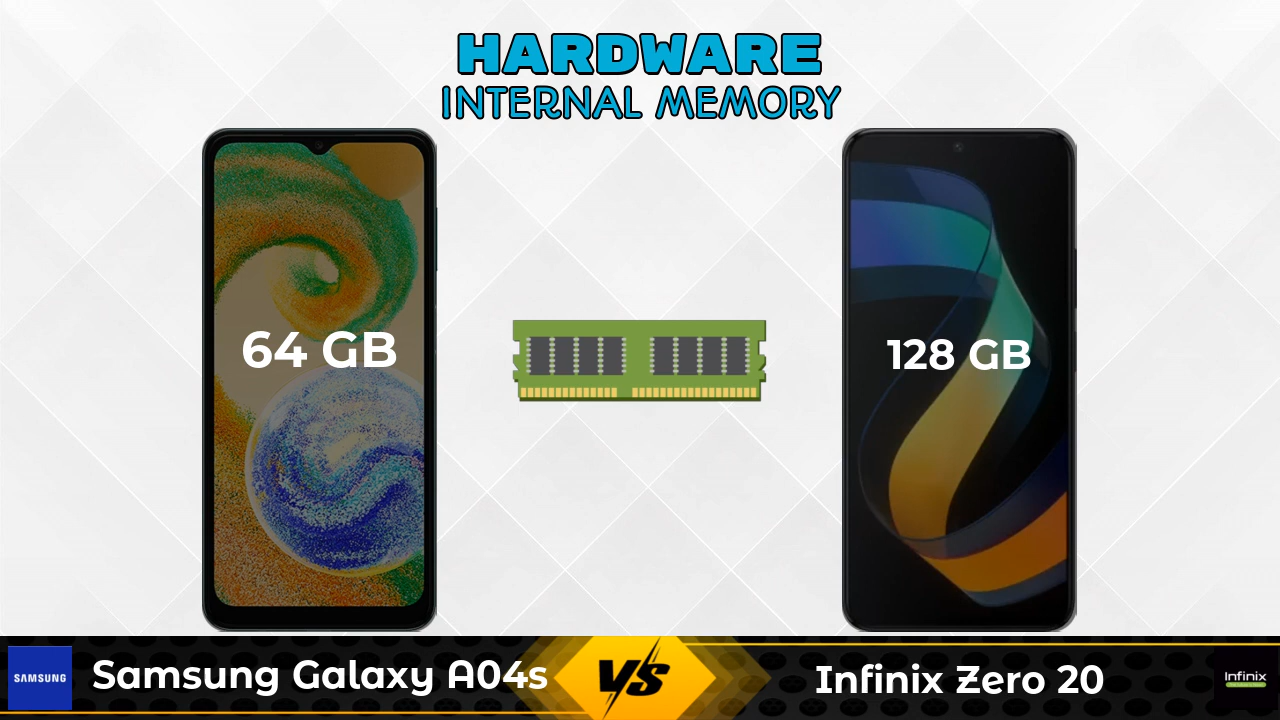 HARDWARE
INTERNAL MEMORY
64 GB
128 GB
SAMSUNG
Samsung Galaxy A04s
VS
Infinix Zero 20
Infinix